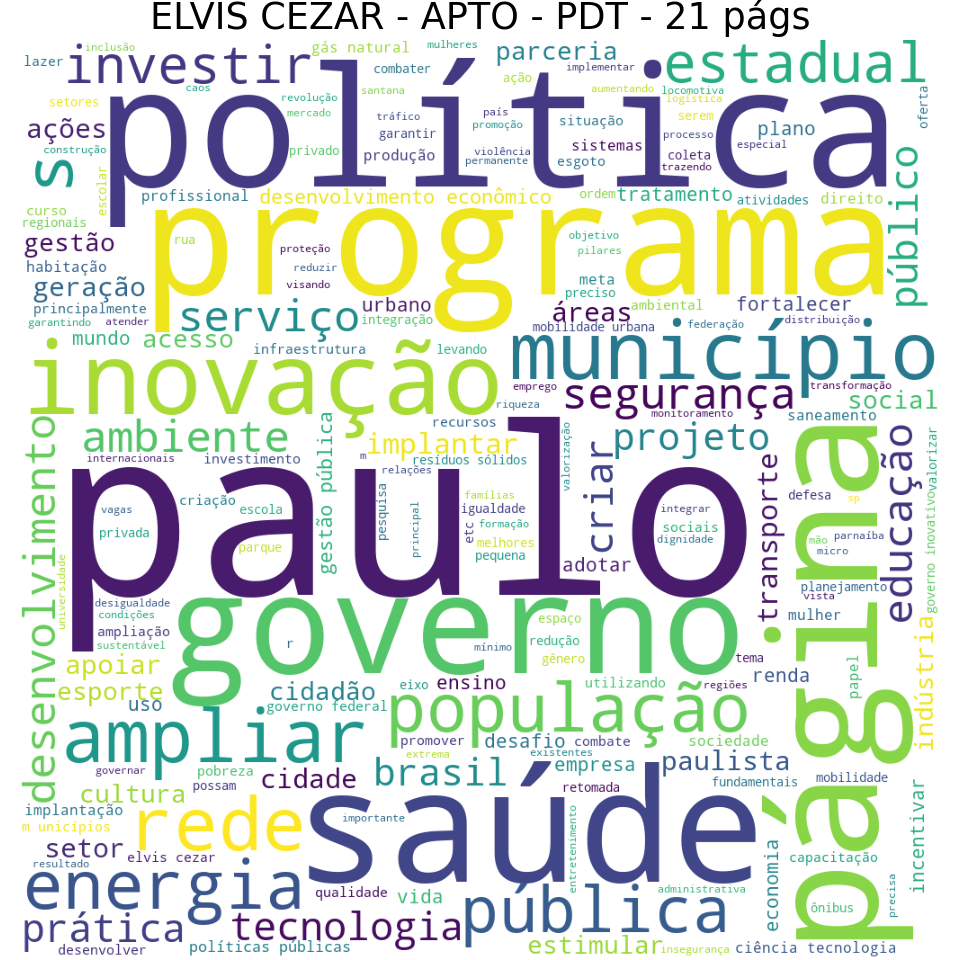 ELVIS CEZAR - APTO - PDT - 21 págs
inclusão
gás natural
mulheres
parceria
estadual
lazer
investir
combater
ação
implementar
caos
santana
aumentando
locomotiva
setores
revolução
mercado
política
país
promoção
serem
logística
oferta
ações
tráfico
garantir
situação
processo
plano
construção
privado
produção
violência
permanente
sistemas
esgoto
coleta
trazendo
especial
s
escolar
profissional
desenvolvimento econômico
ordem
tratamento
atividades
direito
público
curso
regionais
programa
gestão
rua
proteção
objetivo
pilares
habitação
reduzir
geração
visando
meta
preciso
principalmente
urbano
áreas
ambiental
fortalecer
garantindo
atender
serviço
integração
mobilidade urbana
federação
distribuição
mundo
acesso
infraestrutura
levando
município
inovação
emprego
riqueza
segurança
transformação
social
monitoramento
saneamento
ambiente
implantar
recursos
projeto
desenvolvimento
gestão pública
valorização
criar
página
educação
valorizar
internacionais
investimento
m
relações
resíduos sólidos
transporte
paulo
criação
escola
vagas
pesquisa
principal
famílias
igualdade
integrar
defesa
sp
privada
etc
formação
sociais
mão
parnaíba
governo inovativo
parque
melhores
pequena
dignidade
micro
adotar
vista
planejamento
universidade
desigualdade
condições
governo
espaço
mulher
ampliação
sustentável
r
redução
mínimo
gênero
tema
indústria
apoiar
papel
esporte
cidadão
eixo
ensino
utilizando
regiões
renda
uso
governo federal
população
ampliar
promover
desafio
combate
sociedade
extrema
existentes
governar
pobreza
cidade
brasil
empresa
paulista
mobilidade
possam
retomada
fundamentais
cultura
implantação
incentivar
m unicípios
rede
importante
saúde
setor
elvis cezar
entretenimento
economia
capacitação
resultado
energia
qualidade
vida
administrativa
precisa
ônibus
prática
tecnologia
pública
desenvolver
políticas públicas
estimular
insegurança
ciência tecnologia